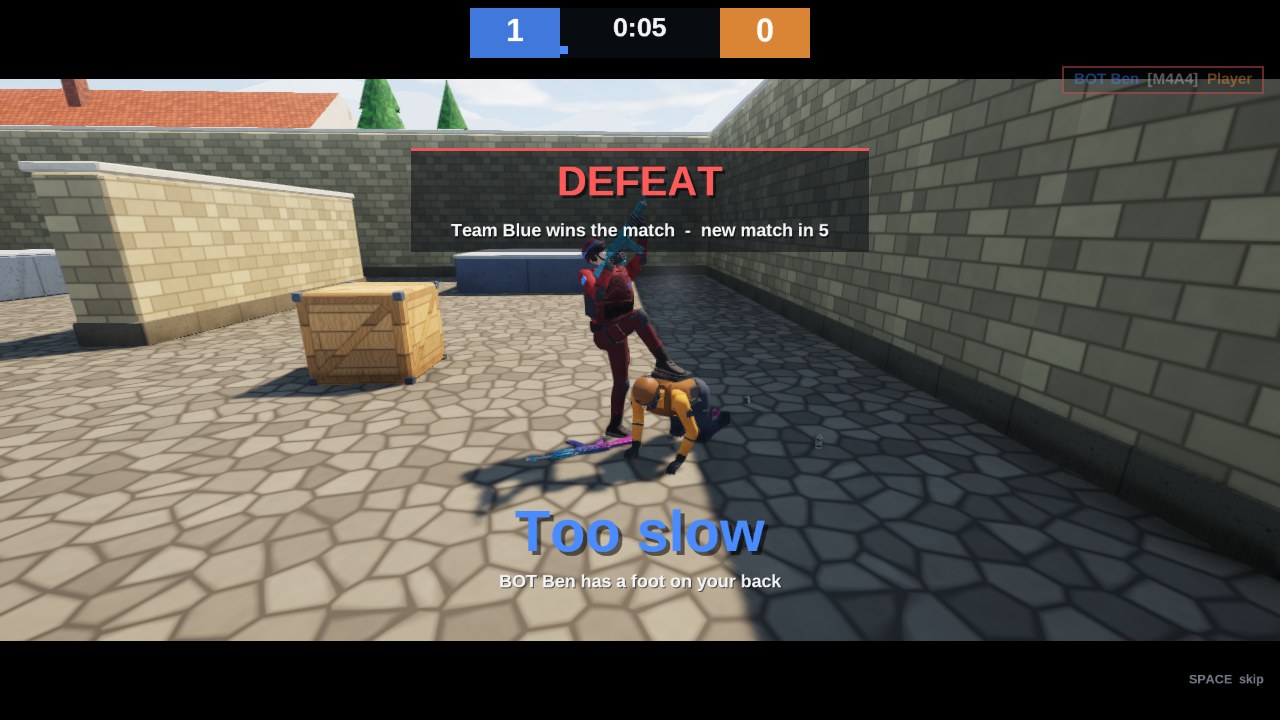 1 0:05 0
BOT Ben [M4A4] Player
DEFEAT
Team Blue wins the match - new match in 5
Too slow
BOT Ben has a foot on your back
SPACE skip